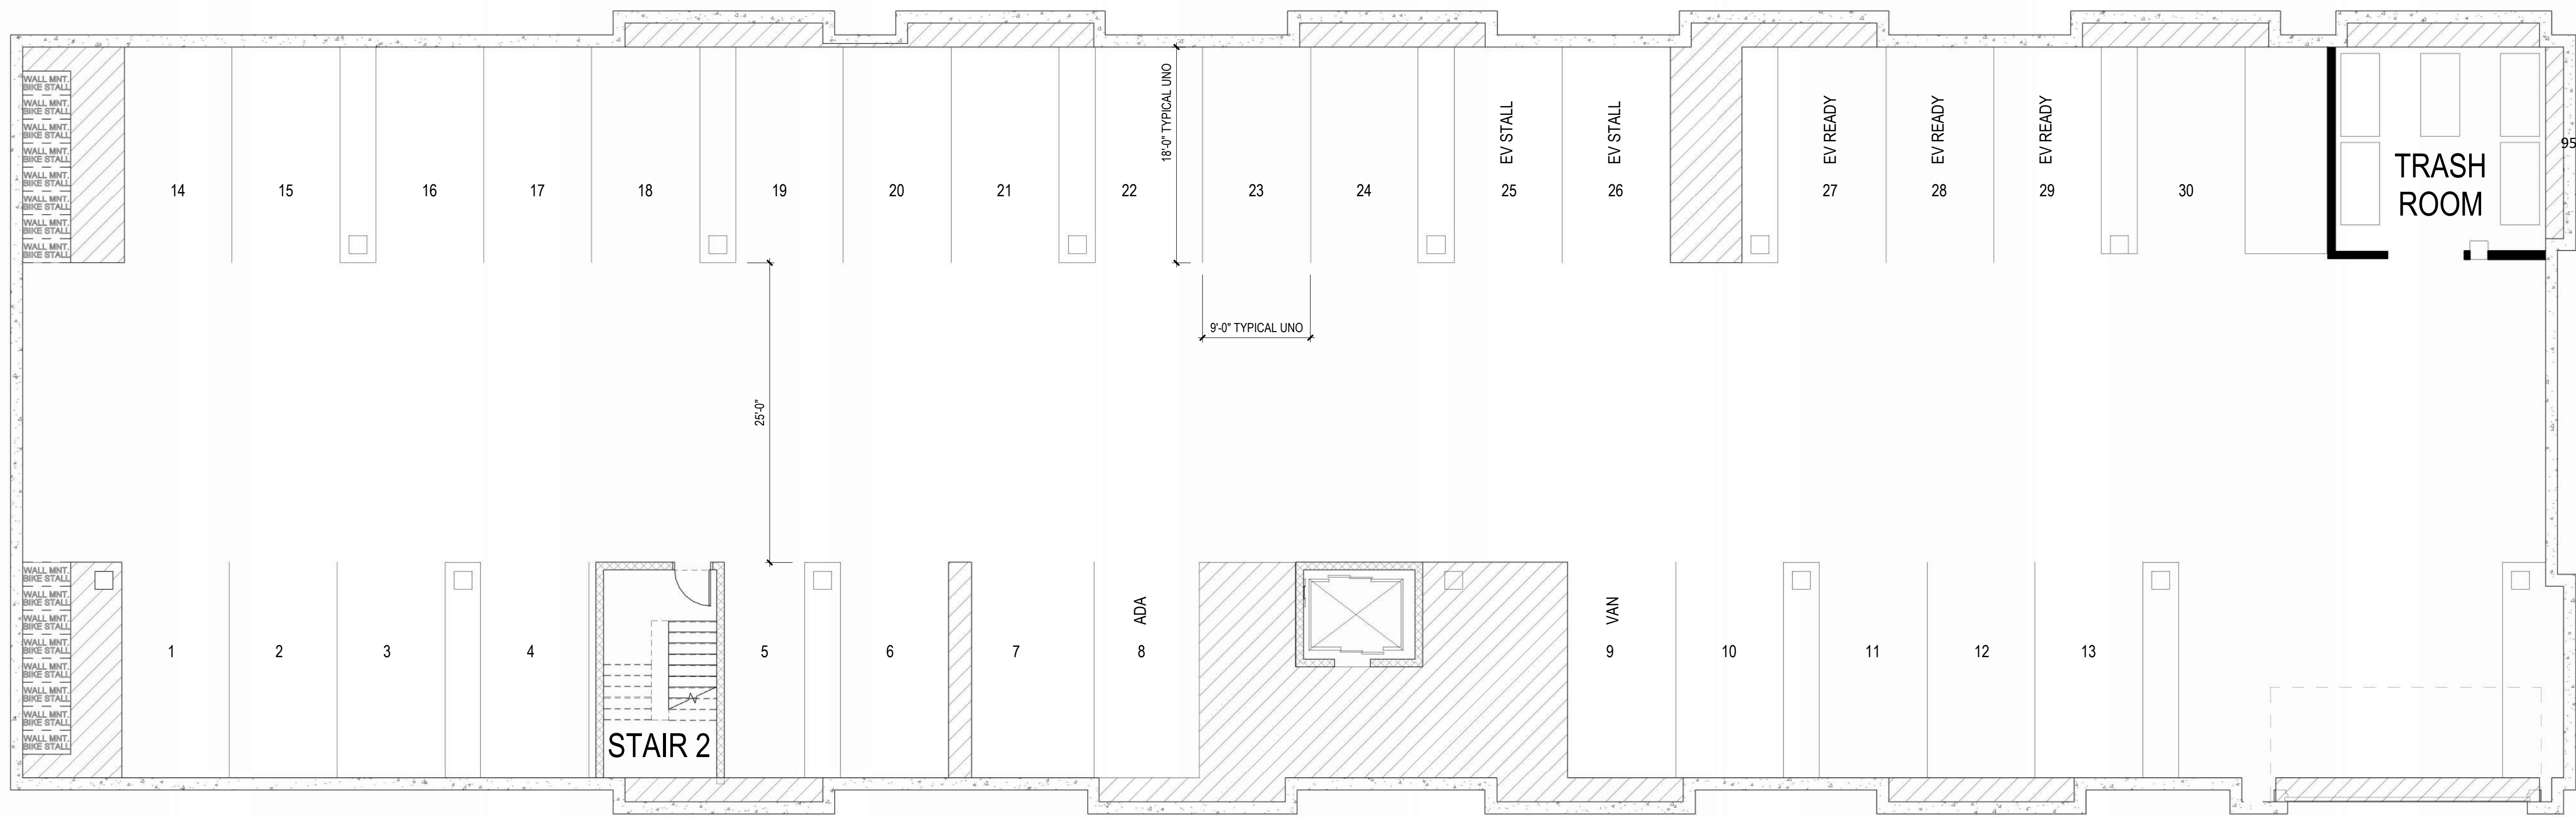 WALL MNT.
BIKE STALL
WALL MNT.
BIKE STALL
WALL MNT.
BIKE STALL
WALL MNT.
BIKE STALL
WALL MNT.
BIKE STALL
WALL MNT.
BIKE STALL
WALL MNT.
BIKE STALL
WALL MNT.
BIKE STALL
14
15
16
17
18
19
20
21
22
18'-0" TYPICAL UNO
23
24
EV STALL
25
EV STALL
26
EV READY
27
EV READY
28
EV READY
29
30
TRASH
ROOM
95
9'-0" TYPICAL UNO
25'-0"
WALL MNT.
BIKE STALL
WALL MNT.
BIKE STALL
WALL MNT.
BIKE STALL
WALL MNT.
BIKE STALL
WALL MNT.
BIKE STALL
WALL MNT.
BIKE STALL
WALL MNT.
BIKE STALL
WALL MNT.
BIKE STALL
1
2
3
4
STAIR 2
5
6
7
ADA
8
VAN
9
10
11
12
13